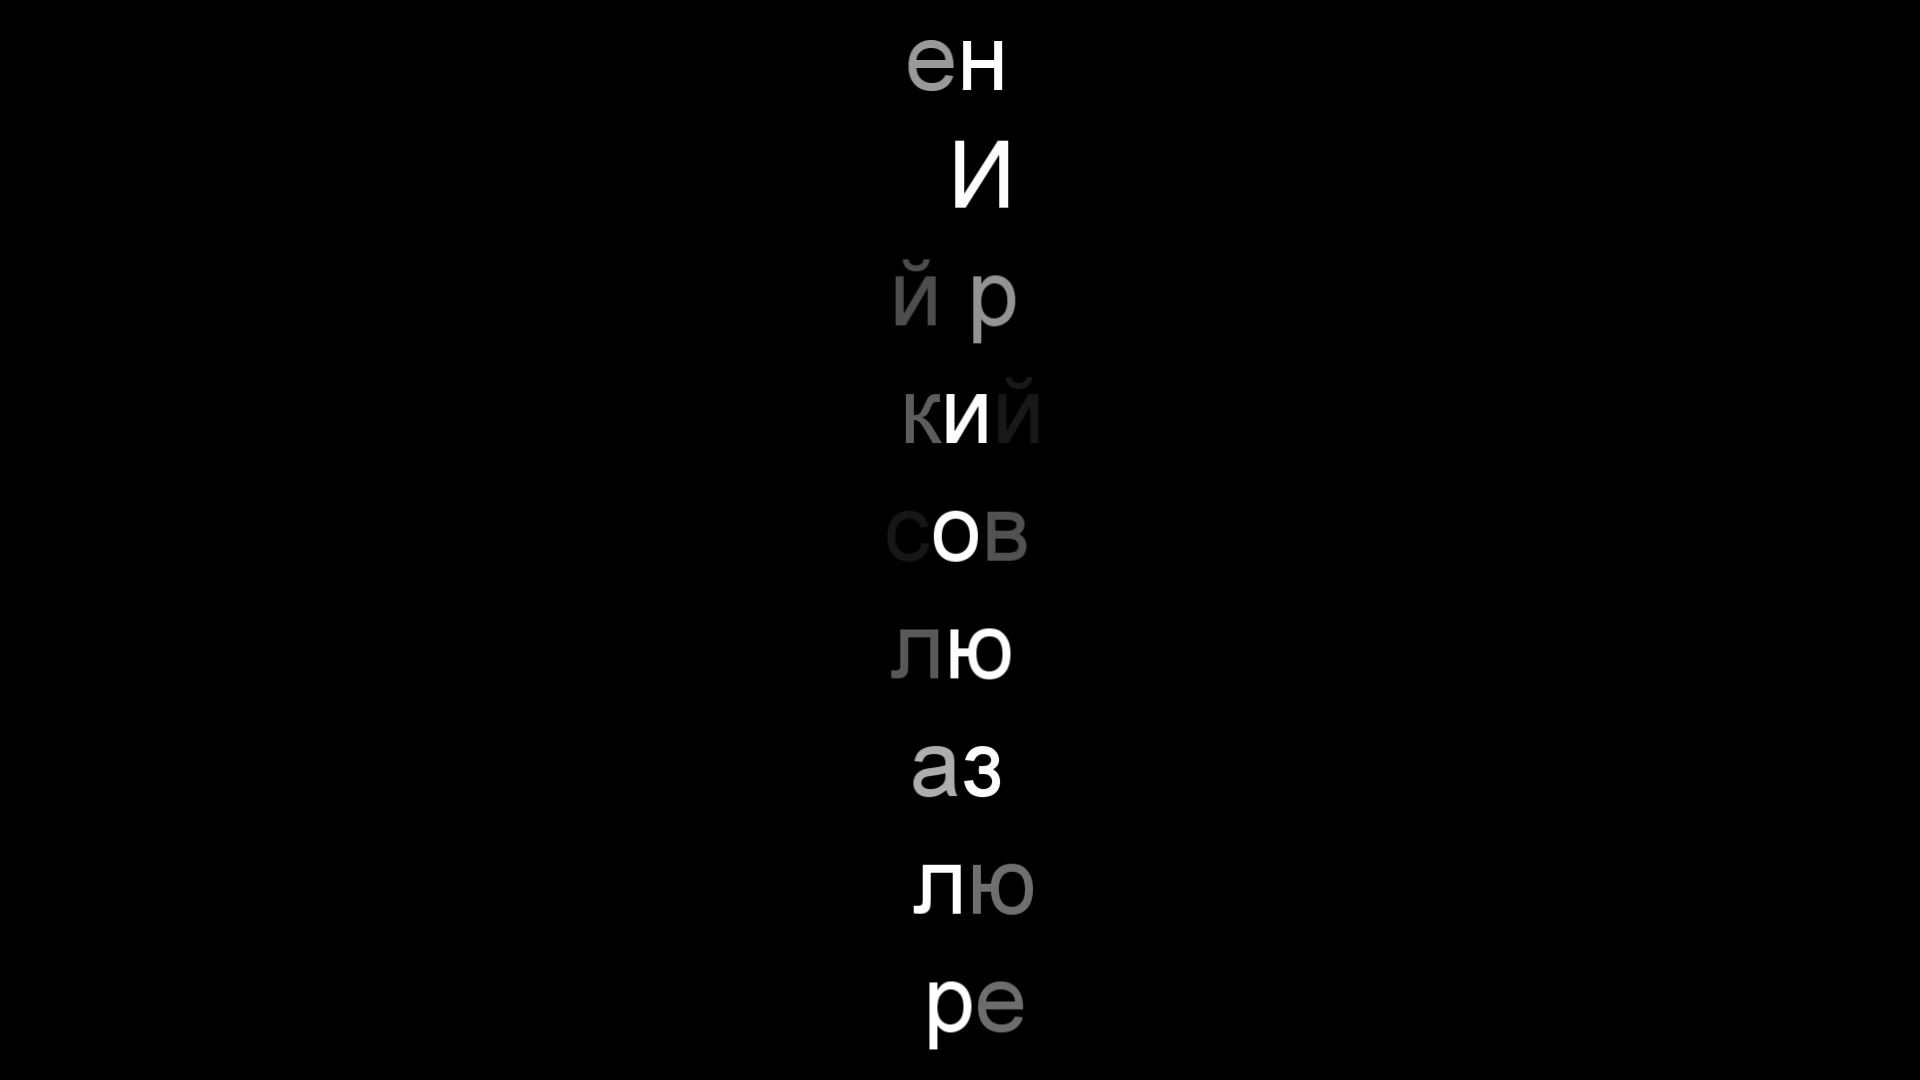 ен
И
й р
кий
сов
лю
аз
лю
ре